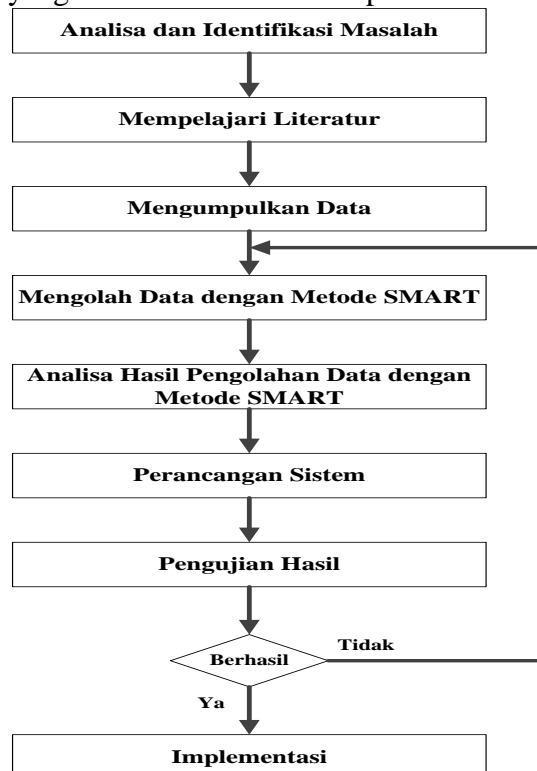 Analisa dan Identifikasi Masalah
Mempelajari Literatur
Mengumpulkan Data
Mengolah Data dengan Metode SMART
Analisa Hasil Pengolahan Data dengan
Metode SMART
Perancangan Sistem
Pengujian Hasil
Berhasil
Tidak
Ya
Implementasi